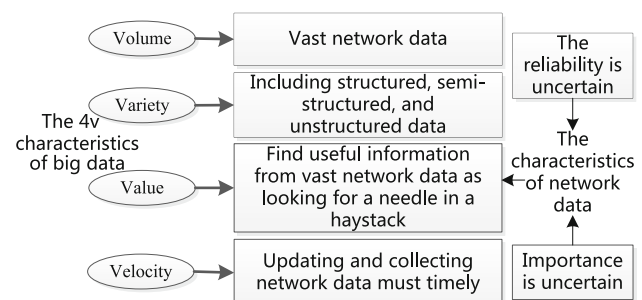 The 4v
characteristics
of big data
Volume
Vast network data
Variety
Including structured, semi-
structured, and
unstructured data
Value
Find useful information
from vast network data as
looking for a needle in a
haystack
Velocity
Updating and collecting
network data must timely
The
reliability is
uncertain
The
characteristics
of network
data
Importance
is uncertain